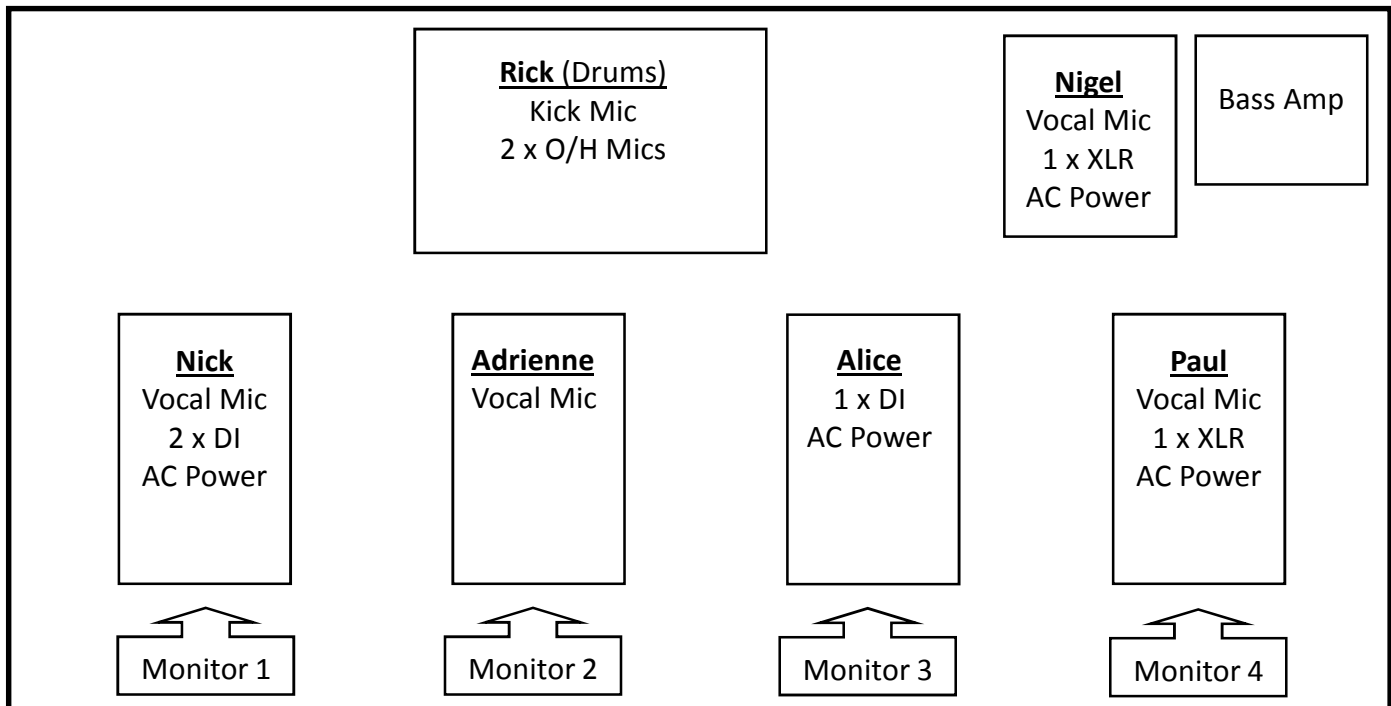 Rick (Drums)
Kick Mic
2 x O/H Mics
Nigel
Vocal Mic
1 x XLR
AC Power
Bass Amp
Nick
Vocal Mic
2 x DI
AC Power
Adrienne
Vocal Mic
Alice
1 x DI
AC Power
Paul
Vocal Mic
1 x XLR
AC Power
Monitor 1
Monitor 2
Monitor 3
Monitor 4